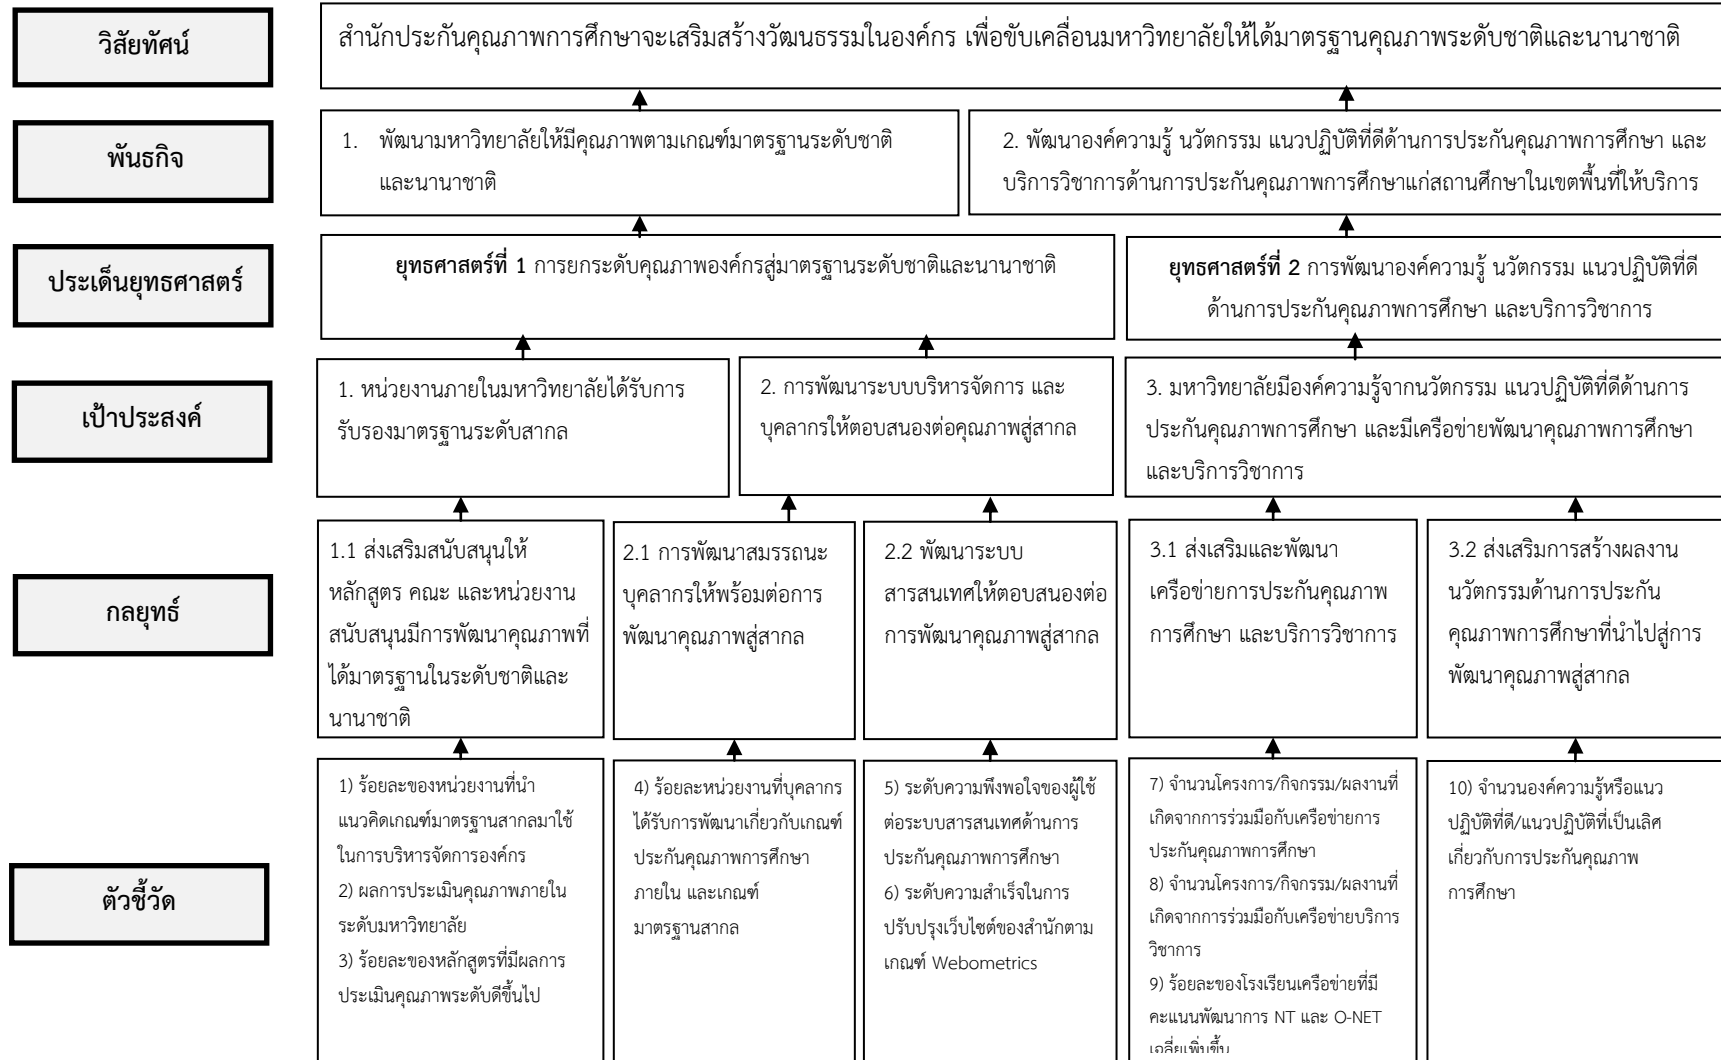 วิสัยทัศน์
สำนักประกันคุณภาพการศึกษาจะเสริมสร้างวัฒนธรรมในองค์กร เพื่อขับเคลื่อนมหาวิทยาลัยให้ได้มาตรฐานคุณภาพระดับชาติและนานาชาติ
พันธกิจ
1. พัฒนามหาวิทยาลัยให้มีคุณภาพตามเกณฑ์มาตรฐานระดับชาติ
และนานาชาติ
2. พัฒนาองค์ความรู้ นวัตกรรม แนวปฏิบัติที่ดีด้านการประกันคุณภาพการศึกษา และ
บริการวิชาการด้านการประกันคุณภาพการศึกษาแก่สถานศึกษาในเขตพื้นที่ให้บริการ
ประเด็นยุทธศาสตร์
ยุทธศาสตร์ที่ 1 การยกระดับคุณภาพองค์กรสู่มาตรฐานระดับชาติและนานาชาติ
ยุทธศาสตร์ที่ 2 การพัฒนาองค์ความรู้ นวัตกรรม แนวปฏิบัติที่ดี
ด้านการประกันคุณภาพการศึกษา และบริการวิชาการ
เป้าประสงค์
1. หน่วยงานภายในมหาวิทยาลัยได้รับการ
รับรองมาตรฐานระดับสากล
2. การพัฒนาระบบบริหารจัดการ และ
บุคลากรให้ตอบสนองต่อคุณภาพสู่สากล
3. มหาวิทยาลัยมีองค์ความรู้จากนวัตกรรม แนวปฏิบัติที่ดีด้านการ
ประกันคุณภาพการศึกษา และมีเครือข่ายพัฒนาคุณภาพการศึกษา
และบริการวิชาการ
กลยุทธ์
1.1 ส่งเสริมสนับสนุนให้
หลักสูตร คณะ และหน่วยงาน
สนับสนุนมีการพัฒนาคุณภาพที่
ได้มาตรฐานในระดับชาติและ
นานาชาติ
2.1 การพัฒนาสมรรถนะ
บุคลากรให้พร้อมต่อการ
พัฒนาคุณภาพสู่สากล
2.2 พัฒนาระบบ
สารสนเทศให้ตอบสนองต่อ
การพัฒนาคุณภาพสู่สากล
3.1 ส่งเสริมและพัฒนา
เครือข่ายการประกันคุณภาพ
การศึกษา และบริการวิชาการ
3.2 ส่งเสริมการสร้างผลงาน
นวัตกรรมด้านการประกัน
คุณภาพการศึกษาที่นำไปสู่การ
พัฒนาคุณภาพสู่สากล
ตัวชี้วัด
1) ร้อยละของหน่วยงานที่นำ
แนวคิดเกณฑ์มาตรฐานสากลมาใช้
ในการบริหารจัดการองค์กร
2) ผลการประเมินคุณภาพภายใน
ระดับมหาวิทยาลัย
3) ร้อยละของหลักสูตรที่มีผลการ
ประเมินคุณภาพระดับดีขึ้นไป
4) ร้อยละหน่วยงานที่บุคลากร
ได้รับการพัฒนาเกี่ยวกับเกณฑ์
ประกันคุณภาพการศึกษา
ภายใน และเกณฑ์
มาตรฐานสากล
5) ระดับความพึงพอใจของผู้ใช้
ต่อระบบสารสนเทศด้านการ
ประกันคุณภาพการศึกษา
6) ระดับความสำเร็จในการ
ปรับปรุงเว็บไซต์ของสำนักตาม
เกณฑ์ Webometrics
7) จำนวนโครงการ/กิจกรรม/ผลงานที่
เกิดจากการร่วมมือกับเครือข่ายการ
ประกันคุณภาพการศึกษา
8) จำนวนโครงการ/กิจกรรม/ผลงานที่
เกิดจากการร่วมมือกับเครือข่ายบริการ
วิชาการ
9) ร้อยละของโรงเรียนเครือข่ายที่มี
คะแนนพัฒนาการ NT และ O-NET
เฉลี่ยเพิ่มขึ้น
10) จำนวนองค์ความรู้หรือแนว
ปฏิบัติที่ดี/แนวปฏิบัติที่เป็นเลิศ
เกี่ยวกับการประกันคุณภาพ
การศึกษา